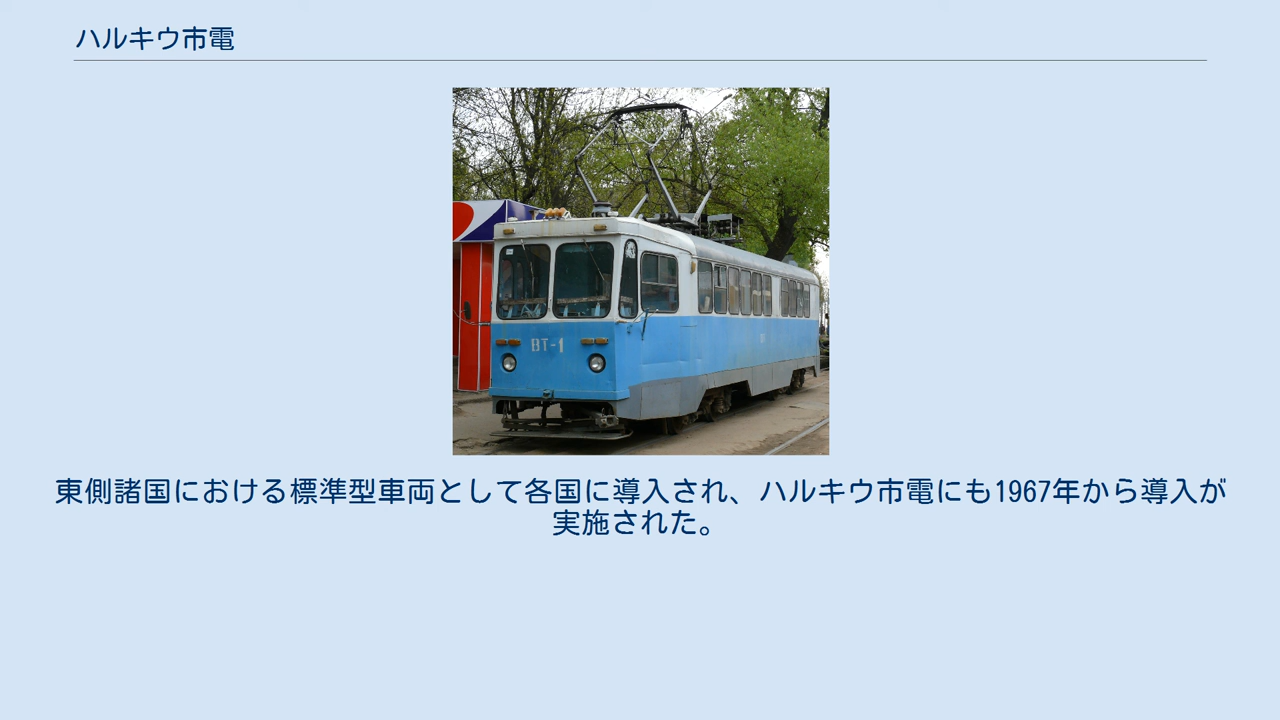 ハルキウ市電
BT-1
東側諸国における標準型車両として各国に導入され、ハルキウ市電にも1967年から導入が
実施された。